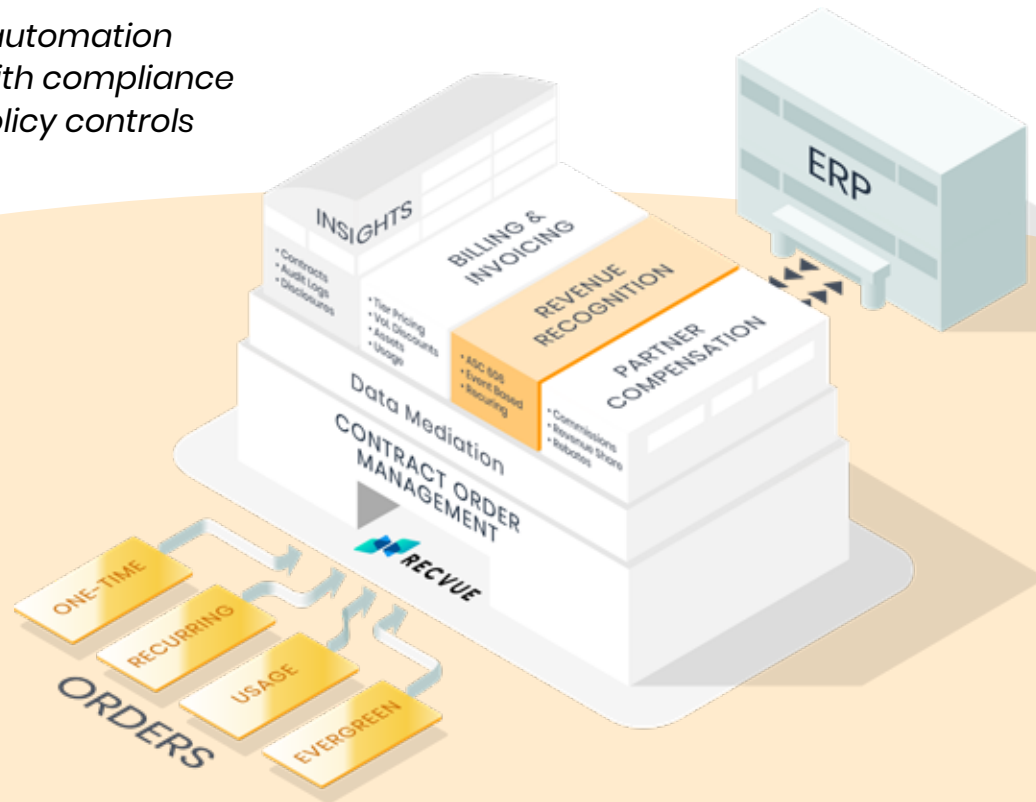 automation
ith compliance
olicy controls
ERP
INSIGHTS
• Contracts
• Audit Logs
• Disclosures
BILLING &
INVOICING
• Tier Pricing
• Vol. Discounts
• Assets
• Usage
REVENUE
RECOGNITION
• ASC 606
• Event Based
• Recuring
PARTNER
COMPENSATION
• Commissions
• Revenue Share
• Rebates
Data Mediation
CONTRACT ORDER
MANAGEMENT
RECVUE
ONE-TIME
RECURRING
USAGE
EVERGREEN
ORDERS